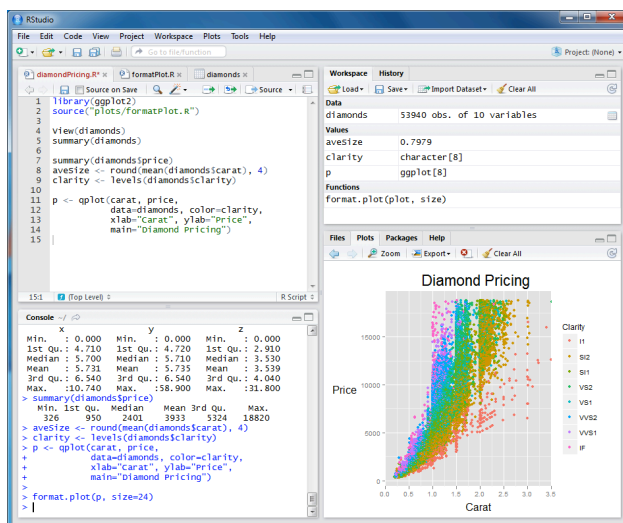 RStudio
File Edit Code View Project Workspace Plots Tools Help
Go to file/function
Project: (None)
diamondPricing.R* × formatPlot.R × diamonds ×
Source on Save Source
1 library(ggplot2)
2 source("plots/formatPlot.R")
3
4 View(diamonds)
5 summary(diamonds)
6
7 summary(diamonds$price)
8 aveSize <- round(mean(diamonds$carat), 4)
9 clarity <- levels(diamonds$clarity)
10
11 p <- qplot(carat, price,
12 data=diamonds, color=clarity,
13 xlab="Carat", ylab="Price",
14 main="Diamond Pricing")
15
15:1 (Top Level) R Script
Console ~/
x y z
Min. : 0.000 Min. : 0.000 Min. : 0.000
1st Qu.: 4.710 1st Qu.: 4.720 1st Qu.: 2.910
Median : 5.700 Median : 5.710 Median : 3.530
Mean : 5.731 Mean : 5.735 Mean : 3.539
3rd Qu.: 6.540 3rd Qu.: 6.540 3rd Qu.: 4.040
Max. :10.740 Max. :58.900 Max. :31.800
> summary(diamonds$price)
Min. 1st Qu. Median Mean 3rd Qu. Max.
326 950 2401 3933 5324 18820
> aveSize <- round(mean(diamonds$carat), 4)
> clarity <- levels(diamonds$clarity)
> p <- qplot(carat, price,
+ data=diamonds, color=clarity,
+ xlab="Carat", ylab="Price",
+ main="Diamond Pricing")
>
> format.plot(p, size=24)
>
Workspace History
Load Save Import Dataset Clear All
Data
diamonds 53940 obs. of 10 variables
Values
aveSize 0.7979
clarity character[8]
p ggplot[8]
Functions
format.plot(plot, size)
Files Plots Packages Help
Zoom Export Clear All
Diamond Pricing
Price
15000
10000
5000
0
0.0 0.5 1.0 1.5 2.0 2.5 3.0 3.5
Carat
Clarity
I1
SI2
SI1
VS2
VS1
VVS2
VVS1
IF